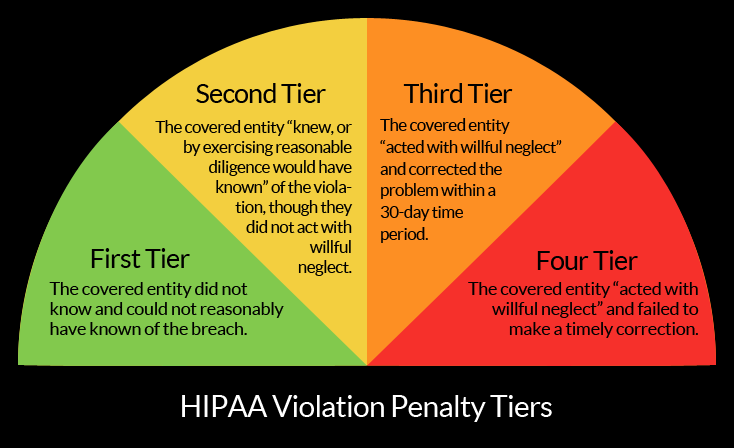 Second Tier
The covered entity “knew, or
by exercising reasonable
diligence would have
known” of the viola-
tion, though they
did not act with
willful
neglect.
Third Tier
The covered entity
“acted with willful neglect”
and corrected the
problem within a
30-day time
period.
First Tier
The covered entity did not
know and could not reasonably
have known of the breach.
Four Tier
The covered entity “acted with
willful neglect” and failed to
make a timely correction.
HIPAA Violation Penalty Tiers